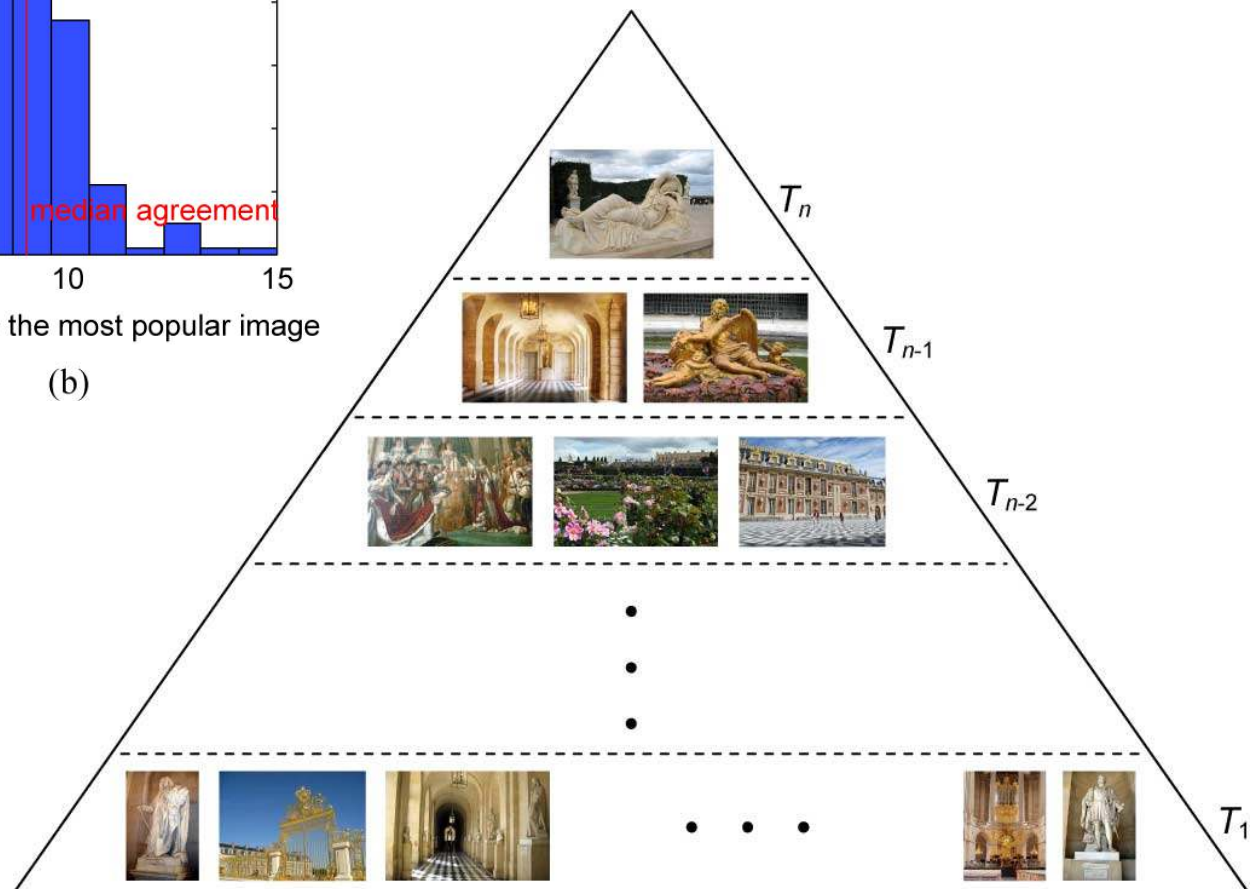 median agreement
10 15
the most popular image
(b)
Tn
Tn-1
Tn-2
T1